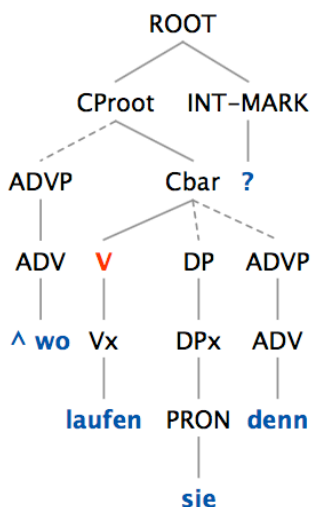 ROOT
CProot INT-MARK
ADVP Cbar ?
ADV V DP ADVP
^ wo Vx DPx ADV
laufen PRON denn
sie